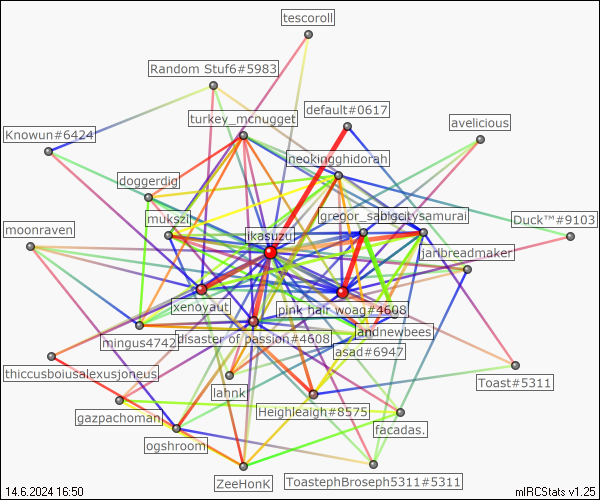 tescoroll
Random Stuf6#5983
default#0617
turkey_mcnugget
avelicious
Knowun#6424
neokingghidorah
doggerdig
mukszi
gregor_sabig
bigcitysamurai
Duck™#9103
moonraven
ikasuzu
jarlbreadmaker
xenoyaut
pink hair woag#4608
andnewbees
mingus4742
disaster of passion#4608
asad#6947
thiccusboiusalexusjoneus
Toast#5311
lahnk
gazpachoman
Heighleaigh#8575
facadas.
ogshroom
ZeeHonK
ToastephBroseph5311#5311
14.6.2024 16:50
mIRCStats v1.25